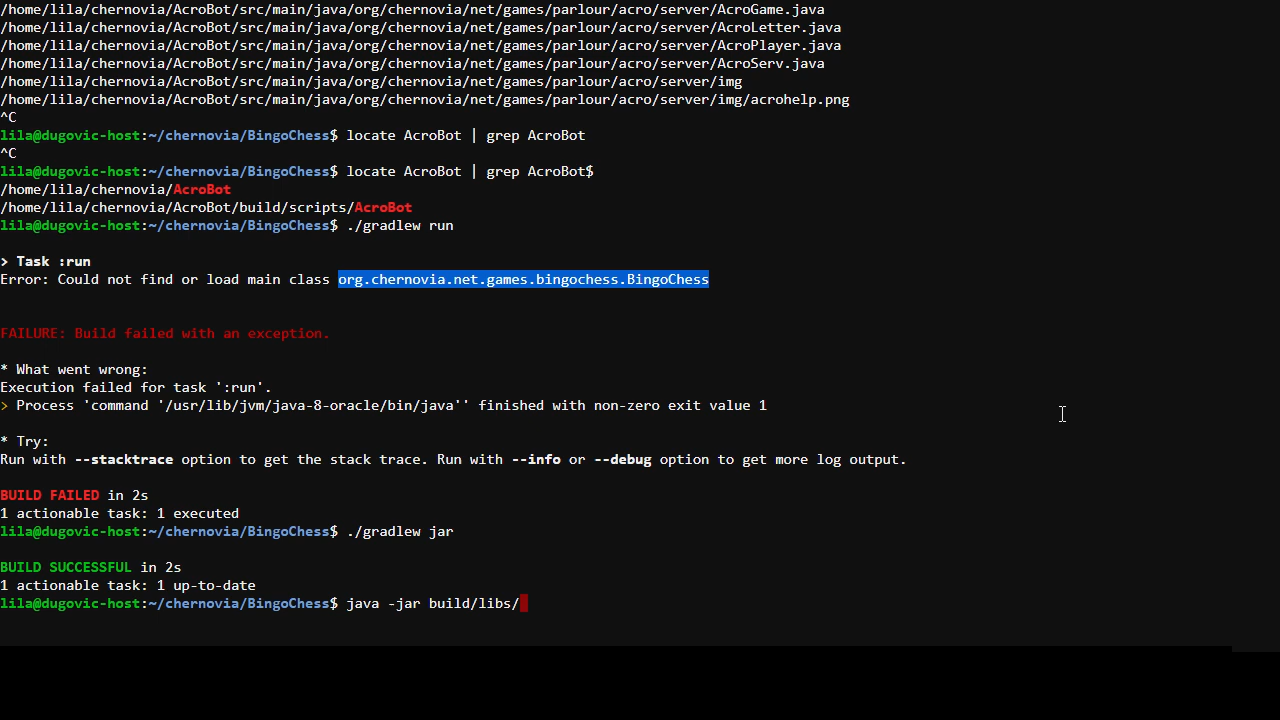 /home/lila/chernovia/AcroBot/src/main/java/org/chernovia/net/games/parlour/acro/server/AcroGame.java
/home/lila/chernovia/AcroBot/src/main/java/org/chernovia/net/games/parlour/acro/server/AcroLetter.java
/home/lila/chernovia/AcroBot/src/main/java/org/chernovia/net/games/parlour/acro/server/AcroPlayer.java
/home/lila/chernovia/AcroBot/src/main/java/org/chernovia/net/games/parlour/acro/server/AcroServ.java
/home/lila/chernovia/AcroBot/src/main/java/org/chernovia/net/games/parlour/acro/server/img
/home/lila/chernovia/AcroBot/src/main/java/org/chernovia/net/games/parlour/acro/server/img/acrohelp.png
^C
lila@dugovic-host:~/chernovia/BingoChess$ locate AcroBot | grep AcroBot
^C
lila@dugovic-host:~/chernovia/BingoChess$ locate AcroBot | grep AcroBot$
/home/lila/chernovia/AcroBot
/home/lila/chernovia/AcroBot/build/scripts/AcroBot
lila@dugovic-host:~/chernovia/BingoChess$ ./gradlew run
> Task :run
Error: Could not find or load main class org.chernovia.net.games.bingochess.BingoChess
FAILURE: Build failed with an exception.
* What went wrong:
Execution failed for task ':run'.
> Process 'command '/usr/lib/jvm/java-8-oracle/bin/java'' finished with non-zero exit value 1
* Try:
Run with --stacktrace option to get the stack trace. Run with --info or --debug option to get more log output.
BUILD FAILED in 2s
1 actionable task: 1 executed
lila@dugovic-host:~/chernovia/BingoChess$ ./gradlew jar
BUILD SUCCESSFUL in 2s
1 actionable task: 1 up-to-date
lila@dugovic-host:~/chernovia/BingoChess$ java -jar build/libs/